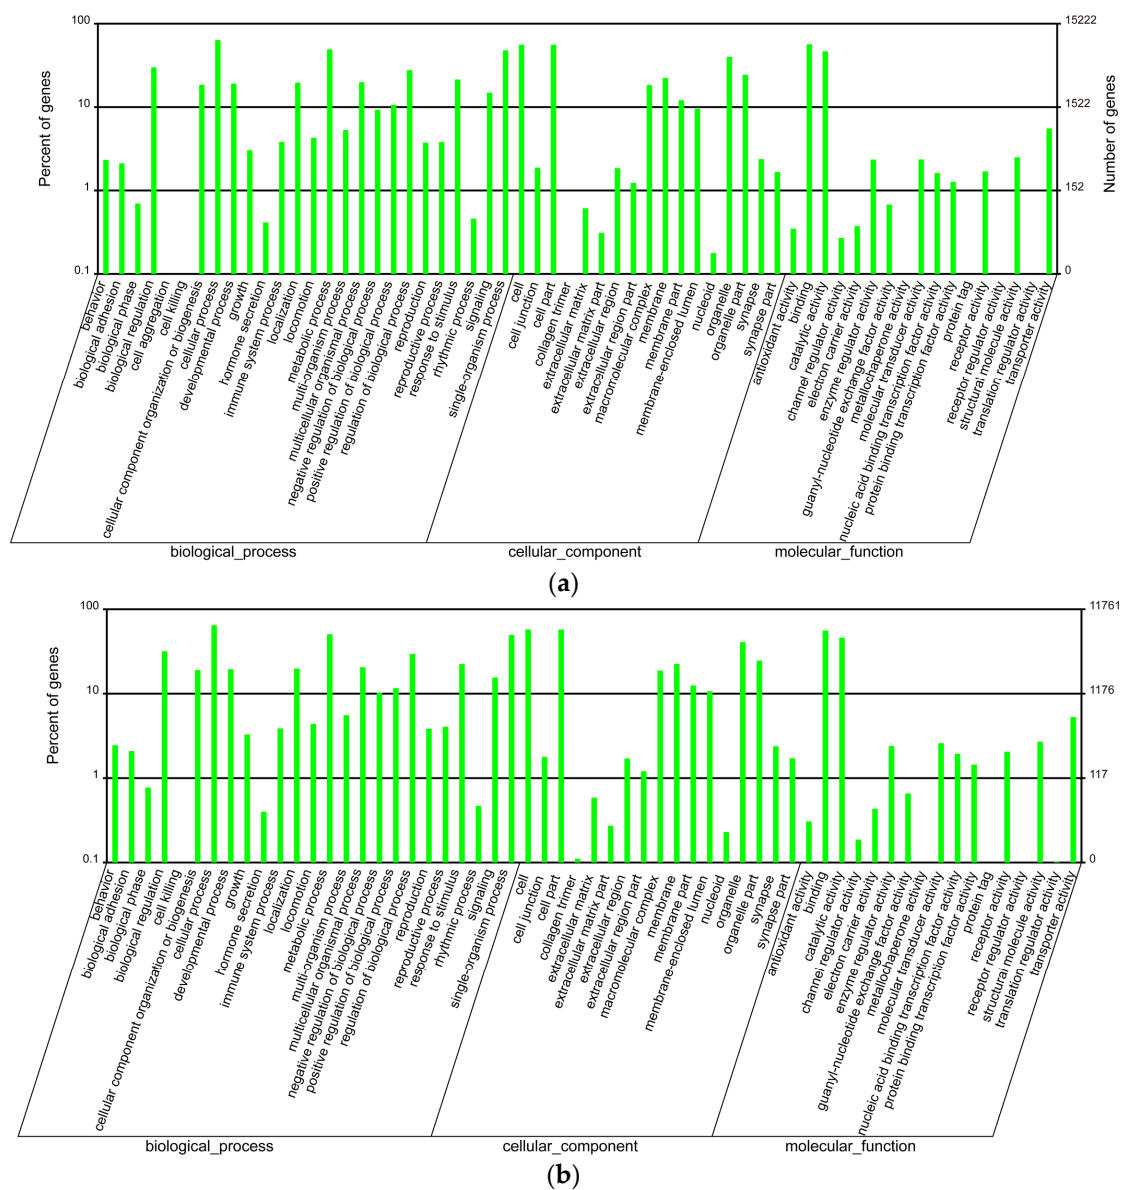 100
10
1
0.1
Percent of genes
15222
1522
152
0
Number of genes
behavior
biological adhesion
biological phase
biological regulation
cell aggregation
cell killing
cellular component organization or biogenesis
cellular process
developmental process
growth
hormone secretion
immune system process
localization
locomotion
metabolic process
multi-organism process
multicellular organismal process
negative regulation of biological process
positive regulation of biological process
regulation of biological process
reproduction
reproductive process
response to stimulus
rhythmic process
signaling
single-organism process
cell
cell junction
cell part
collagen trimer
extracellular matrix
extracellular matrix part
extracellular region
extracellular region part
macromolecular complex
membrane
membrane part
membrane-enclosed lumen
nucleoid
organelle
organelle part
synapse
synapse part
antioxidant activity
binding
catalytic activity
channel regulator activity
electron carrier activity
enzyme regulator activity
guanyl-nucleotide exchange factor activity
metallochaperone activity
molecular transducer activity
nucleic acid binding transcription factor activity
protein binding transcription factor activity
protein tag
receptor activity
receptor regulator activity
structural molecule activity
translation regulator activity
transporter activity
biological_process
cellular_component
molecular_function
(a)
100
10
1
0.1
Percent of genes
11761
1176
117
0
behavior
biological adhesion
biological phase
biological regulation
cell killing
cellular component organization or biogenesis
cellular process
developmental process
growth
hormone secretion
immune system process
localization
locomotion
metabolic process
multi-organism process
multicellular organismal process
negative regulation of biological process
positive regulation of biological process
regulation of biological process
reproduction
reproductive process
response to stimulus
rhythmic process
signaling
single-organism process
cell
cell junction
cell part
collagen trimer
extracellular matrix
extracellular matrix part
extracellular region
extracellular region part
macromolecular complex
membrane
membrane part
membrane-enclosed lumen
nucleoid
organelle
organelle part
synapse
synapse part
antioxidant activity
binding
catalytic activity
channel regulator activity
electron carrier activity
enzyme regulator activity
guanyl-nucleotide exchange factor activity
metallochaperone activity
molecular transducer activity
nucleic acid binding transcription factor activity
protein binding transcription factor activity
protein tag
receptor activity
receptor regulator activity
structural molecule activity
translation regulator activity
transporter activity
biological_process
cellular_component
molecular_function
(b)